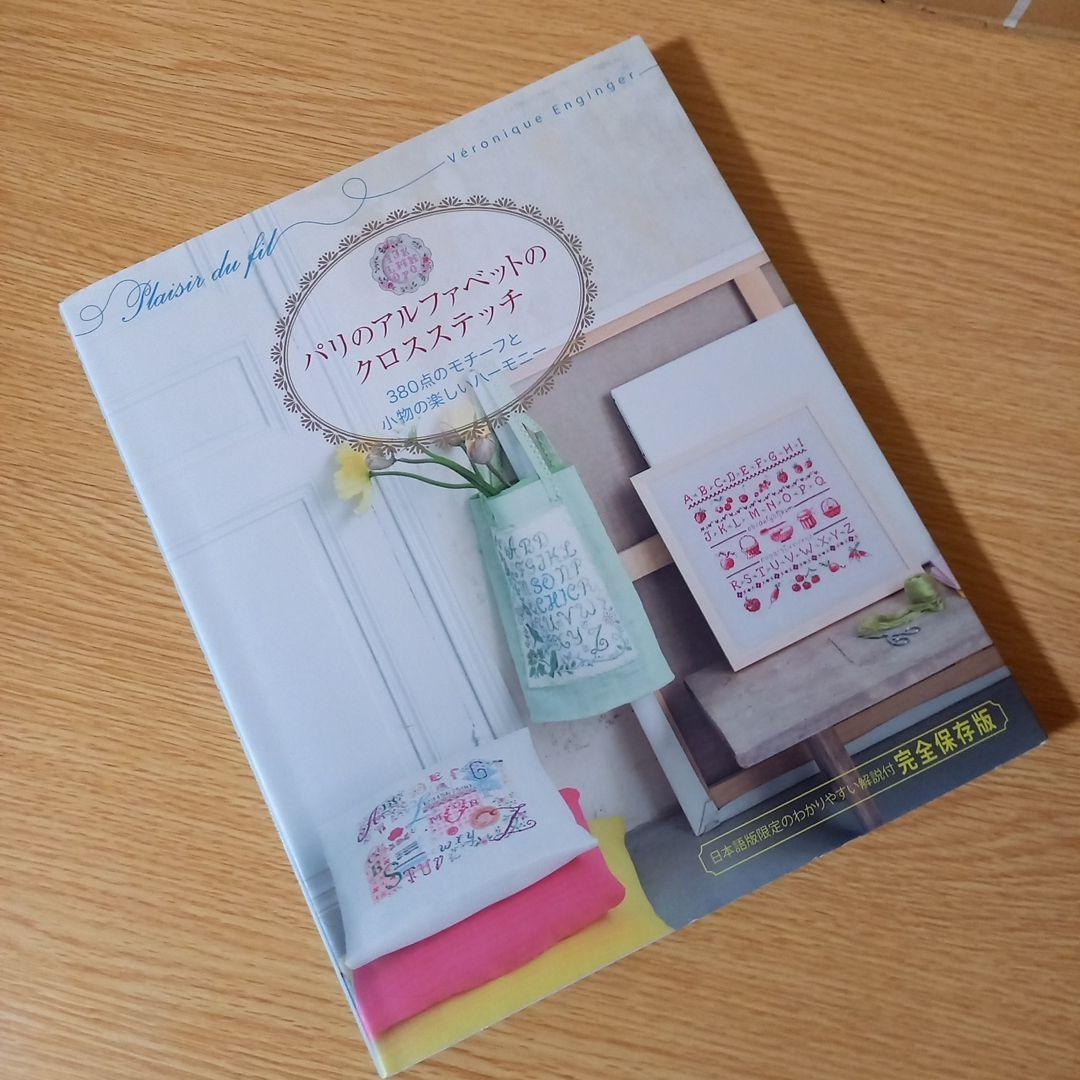 Plaisir du fil
Véronique Enginger
パリのアルファベットの
クロスステッチ
380点のモチーフと
小物の楽しいハーモニー
A B C D E F G H I
J K L M N O P Q
R S T U V W X Y Z
日本語版限定のわかりやすい解説付 完全保存版